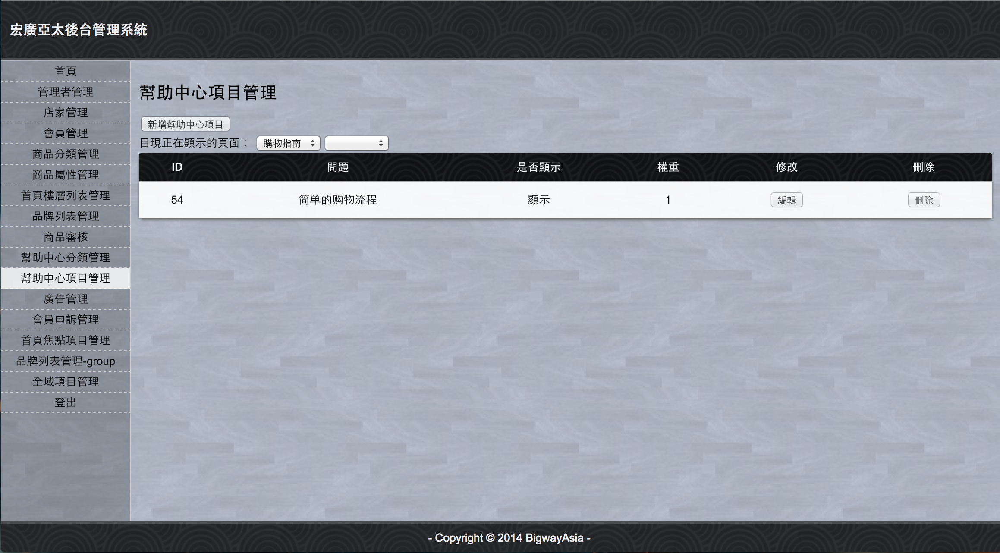 宏廣亞太後台管理系統
首頁
管理者管理
店家管理
會員管理
商品分類管理
商品屬性管理
首頁樓層列表管理
品牌列表管理
商品審核
幫助中心分類管理
幫助中心項目管理
廣告管理
會員申訴管理
首頁焦點項目管理
品牌列表管理-group
全域項目管理
登出
幫助中心項目管理
新增幫助中心項目
目現正在顯示的頁面： 購物指南
ID 問題 是否顯示 權重 修改 刪除
54 简单的购物流程 顯示 1 編輯 刪除
- Copyright © 2014 BigwayAsia -